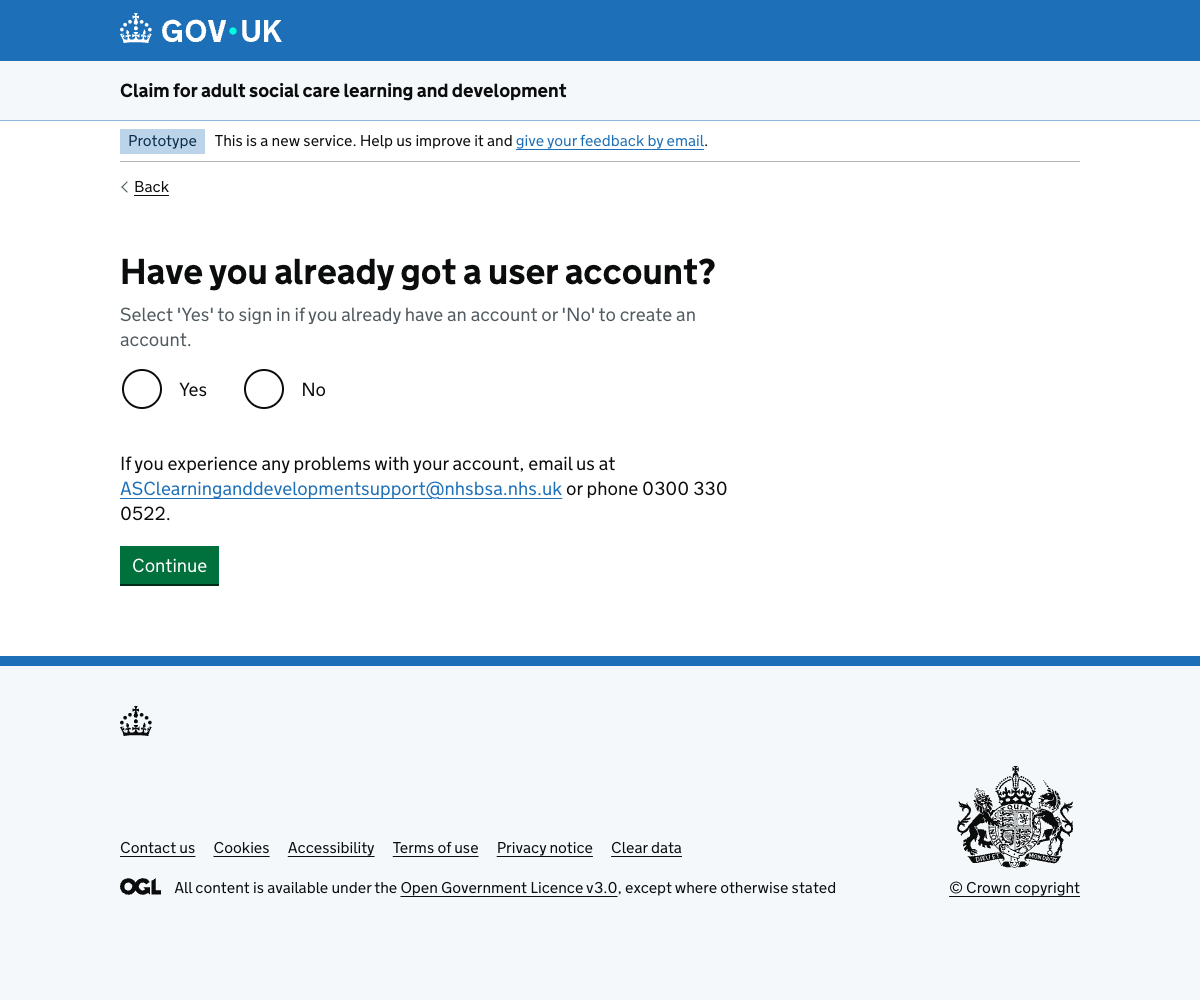 GOV·UK
Claim for adult social care learning and development
Prototype This is a new service. Help us improve it and give your feedback by email.
Back
Have you already got a user account?
Select 'Yes' to sign in if you already have an account or 'No' to create an
account.
Yes No
If you experience any problems with your account, email us at
ASClearninganddevelopmentsupport@nhsbsa.nhs.uk or phone 0300 330
0522.
Continue
Contact us Cookies Accessibility Terms of use Privacy notice Clear data
OGL All content is available under the Open Government Licence v3.0, except where otherwise stated
© Crown copyright